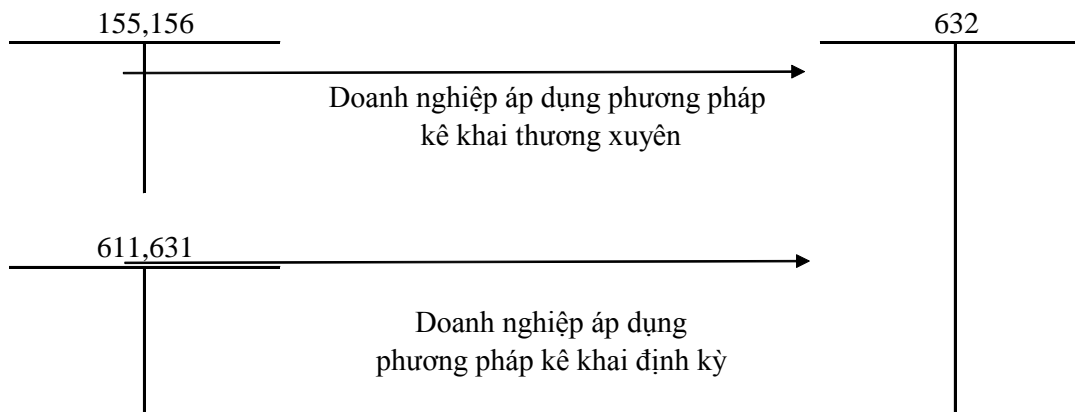 155,156
632
Doanh nghiệp áp dụng phương pháp
kê khai thương xuyên
611,631
Doanh nghiệp áp dụng
phương pháp kê khai định kỳ